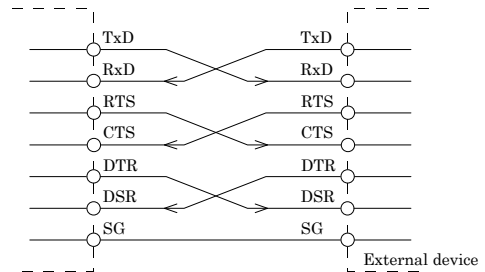 TxD TxD
RxD RxD
RTS RTS
CTS CTS
DTR DTR
DSR DSR
SG SG
External device